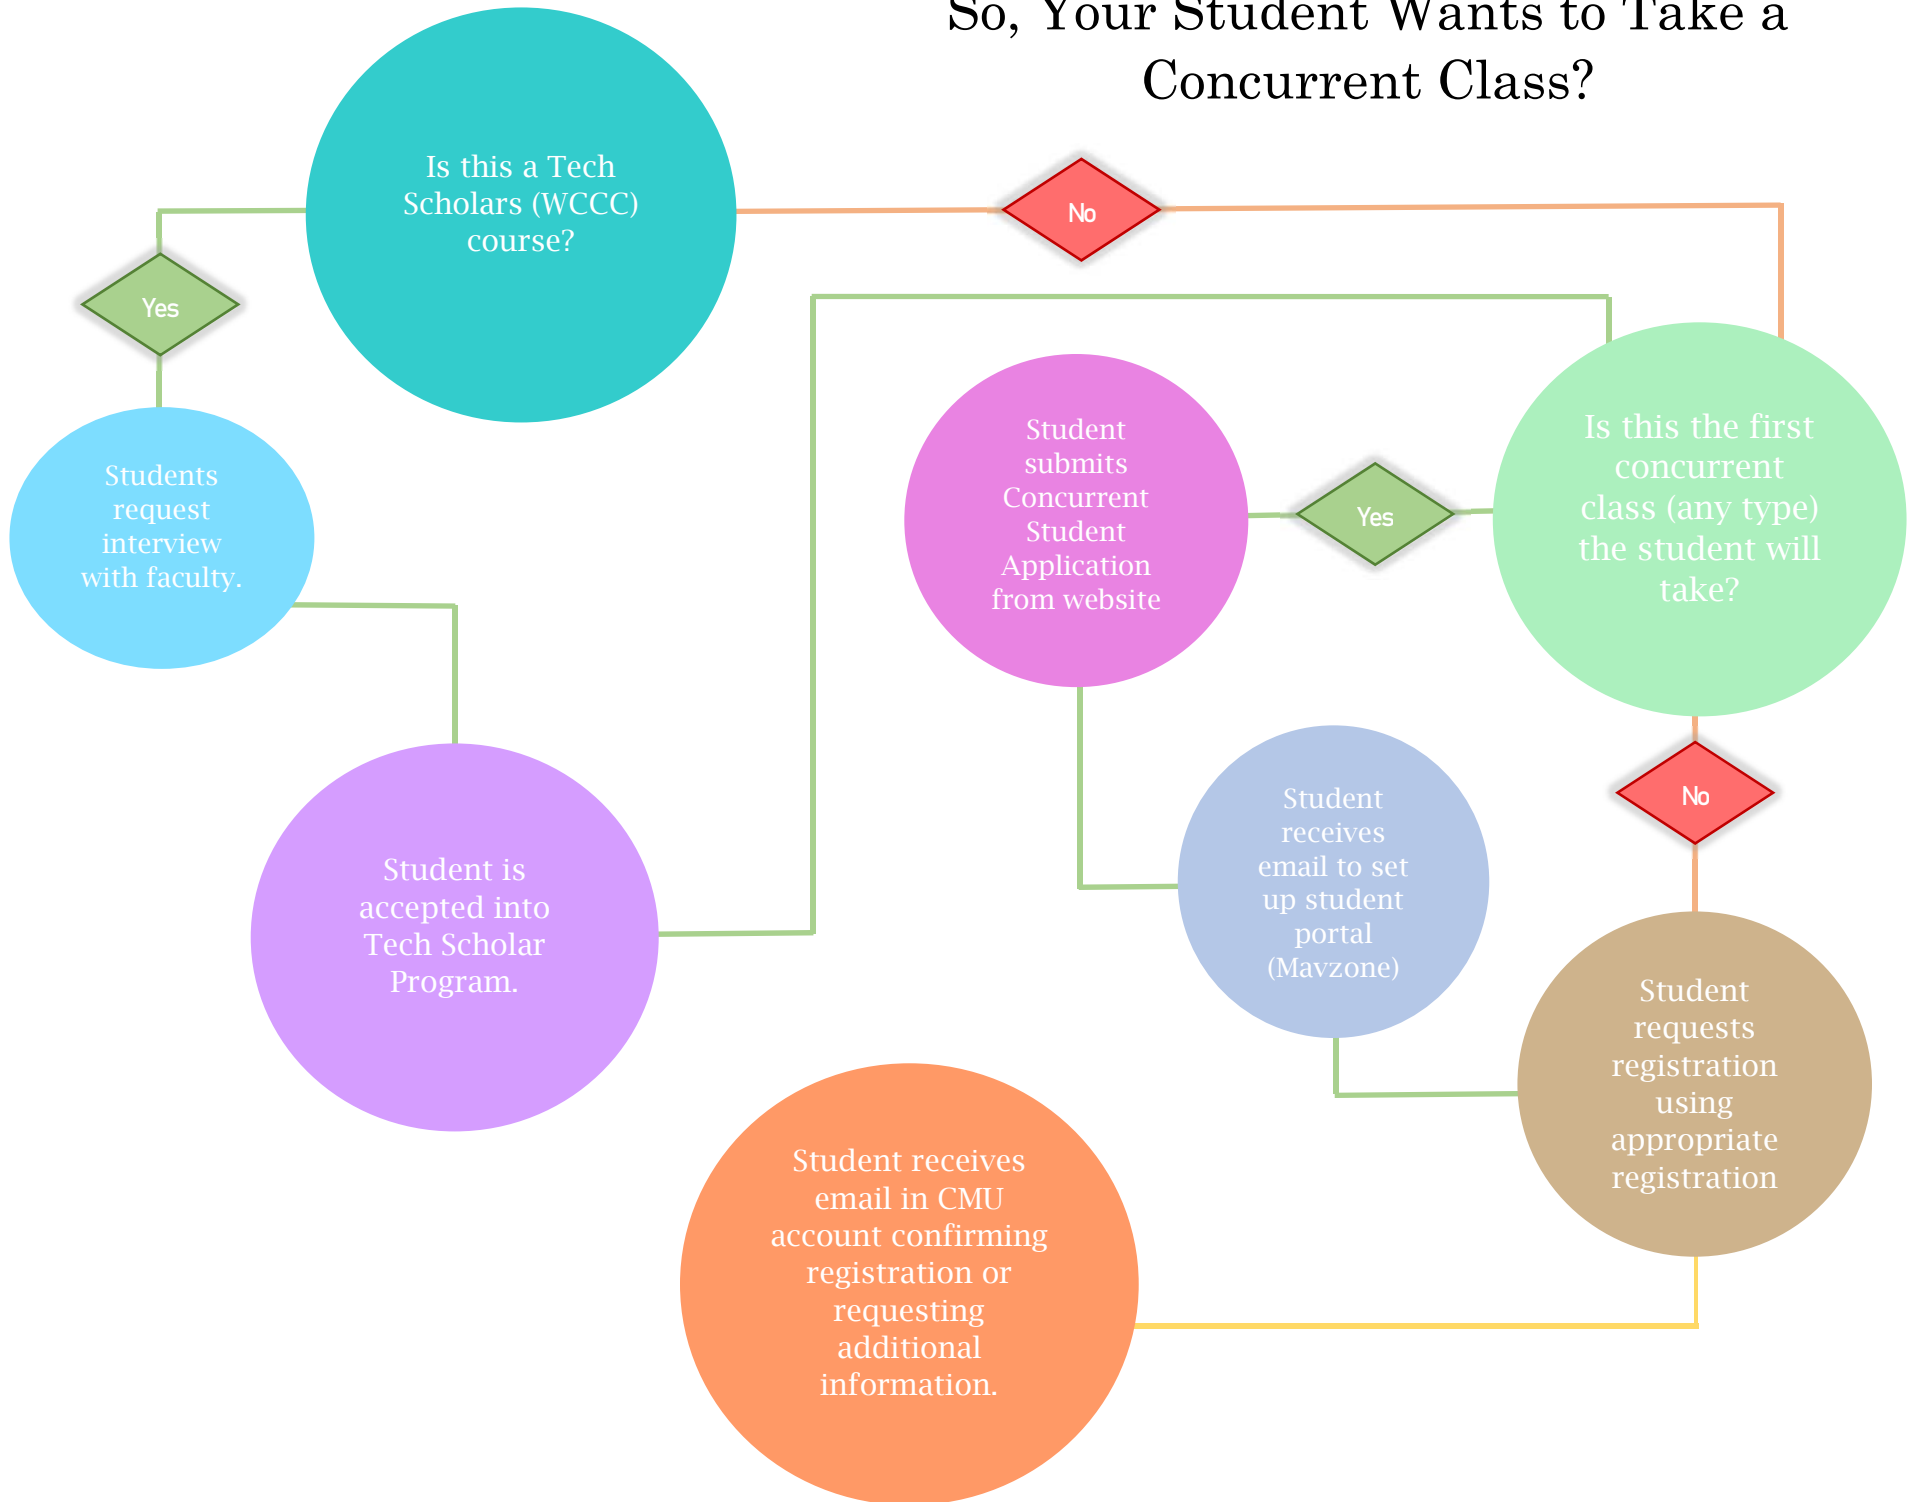 So, Your Student Wants to Take a
Concurrent Class?
Is this a Tech
Scholars (WCCC)
course?
No
Yes
Students
request
interview
with faculty.
Student
submits
Concurrent
Student
Application
from website
Yes
Is this the first
concurrent
class (any type)
the student will
take?
No
Student is
accepted into
Tech Scholar
Program.
Student
receives
email to set
up student
portal
(Mavzone)
Student
requests
registration
using
appropriate
registration
Student receives
email in CMU
account confirming
registration or
requesting
additional
information.